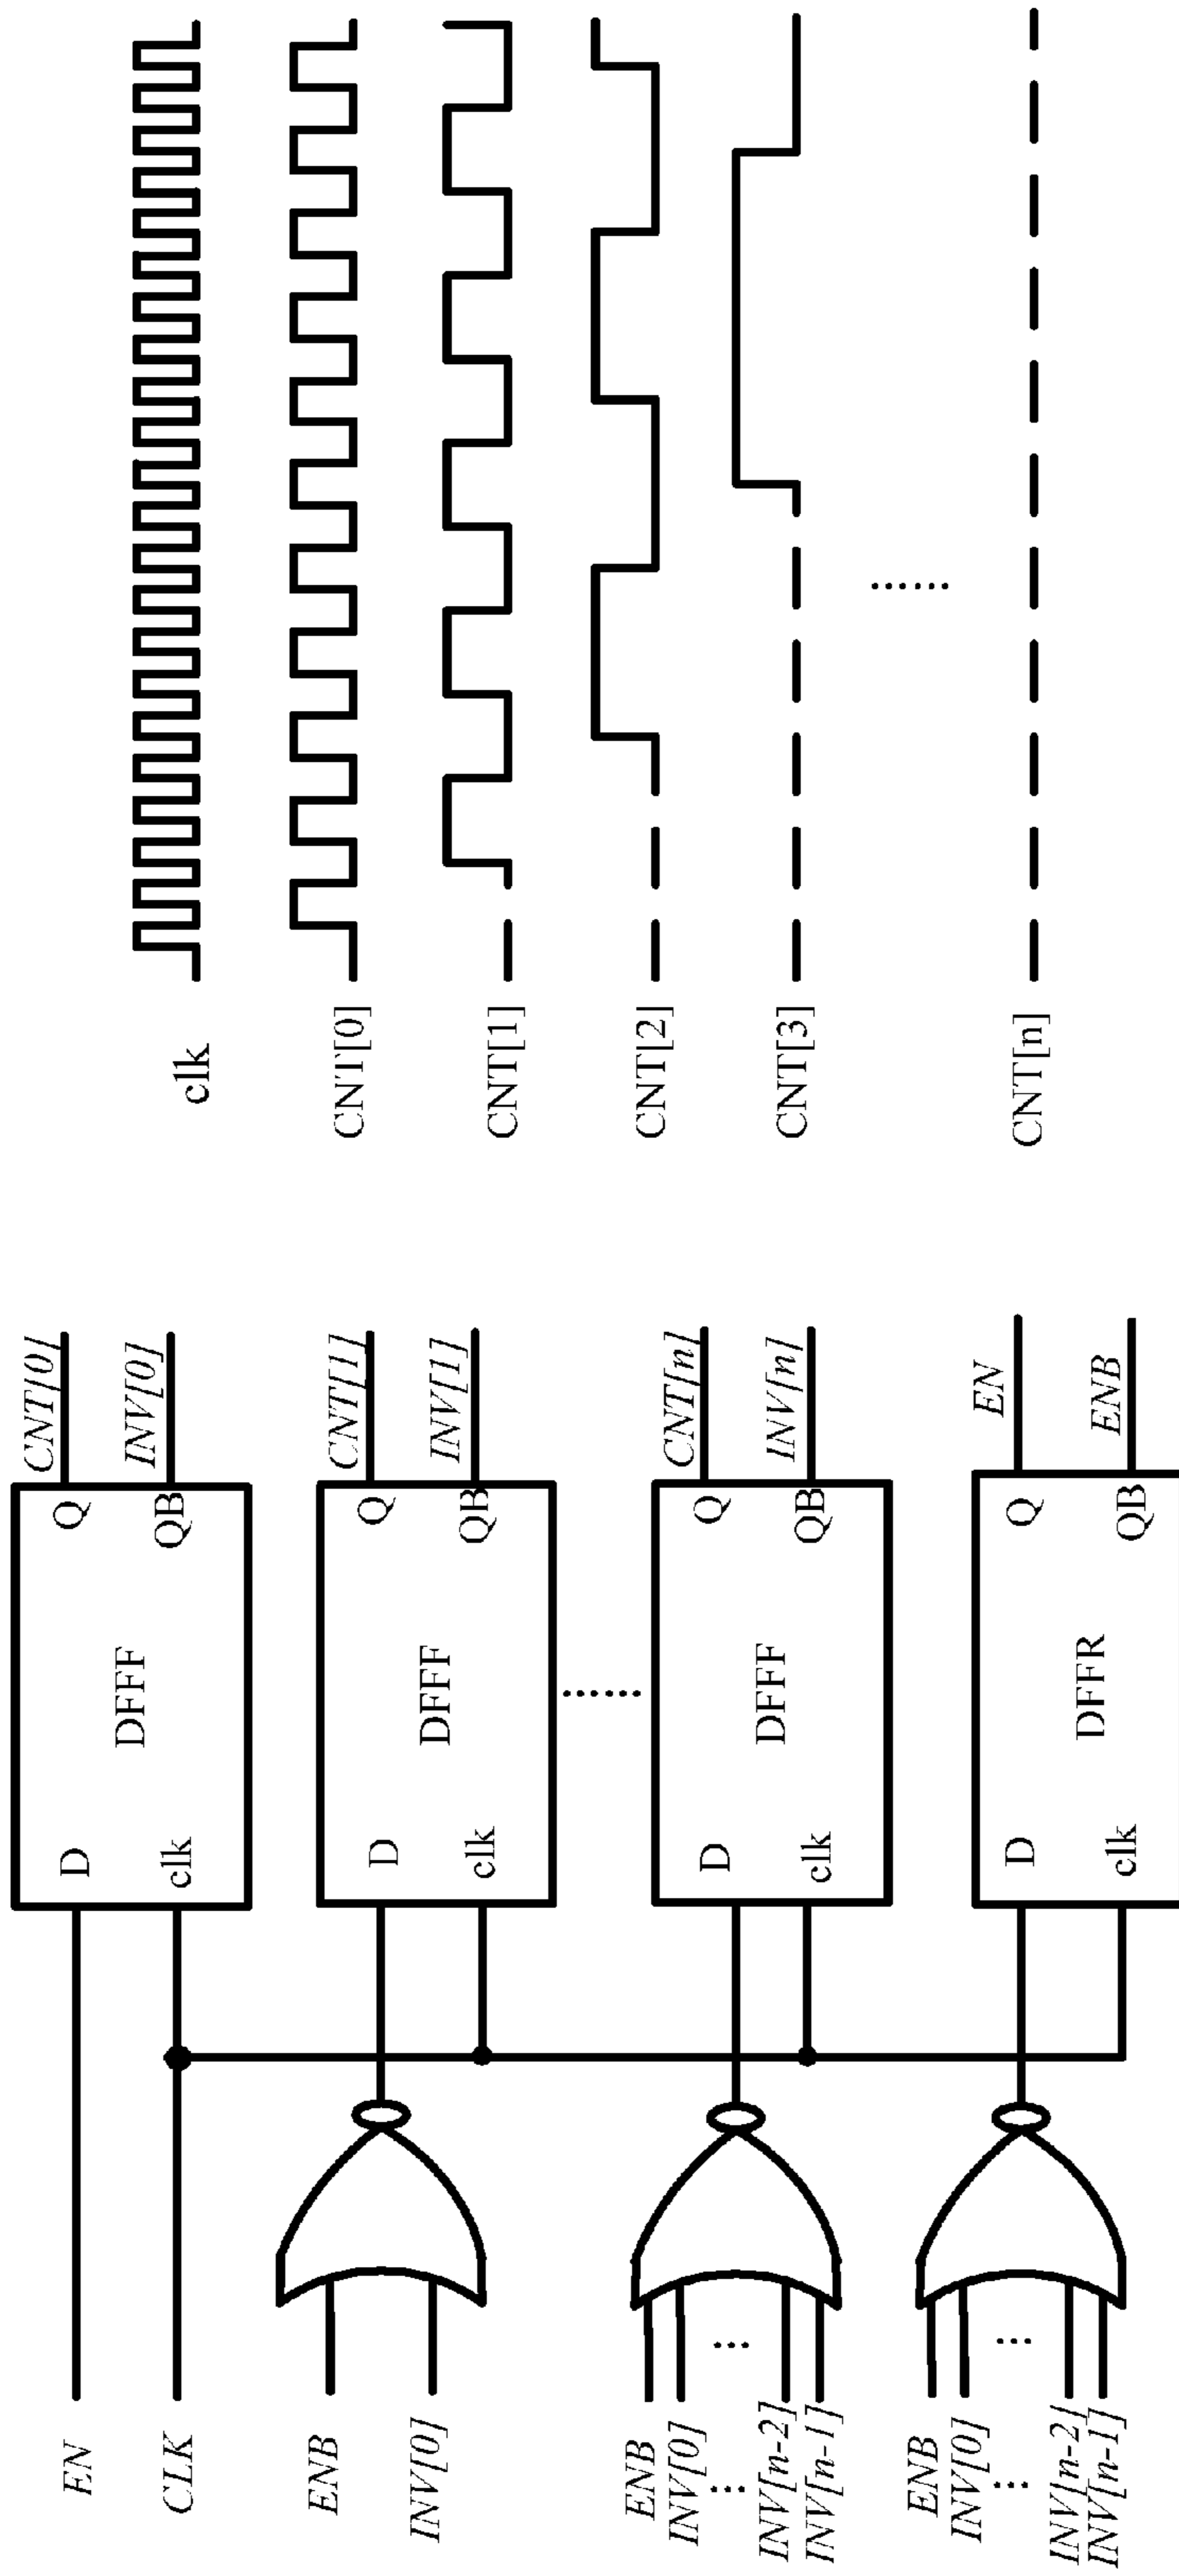 EN
CLK
D
clk
DFFF
Q
QB
CNT[0]
INV[0]
ENB
INV[0]
D
clk
DFFF
Q
QB
CNT[1]
INV[1]
......
ENB
INV[0]
...
...
INV[n-2]
INV[n-1]
D
clk
DFFF
Q
QB
CNT[n]
INV[n]
ENB
INV[0]
...
...
INV[n-2]
INV[n-1]
D
clk
DFFR
Q
QB
EN
ENB
clk
CNT[0]
CNT[1]
CNT[2]
CNT[3]
......
CNT[n]